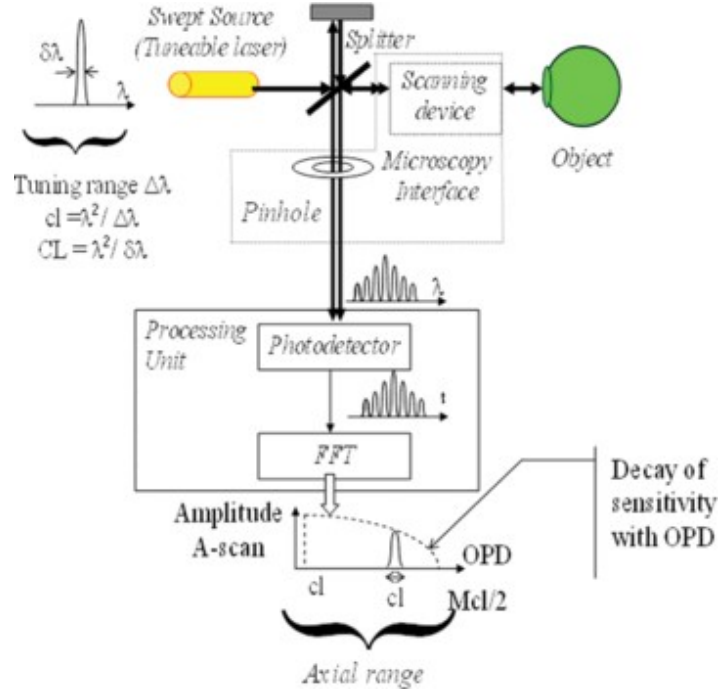 Swept Source
(Tuneable laser)
Splitter
δλ
λ
Scanning
device
Object
Microscopy
Interface
Tuning range Δλ
cl =λ²/ Δλ
CL = λ²/ δλ
Pinhole
λ
Processing
Unit
Photodetector
t
FFT
Decay of
sensitivity
with OPD
Amplitude
A-scan
OPD
cl
cl
Mcl/2
Axial range